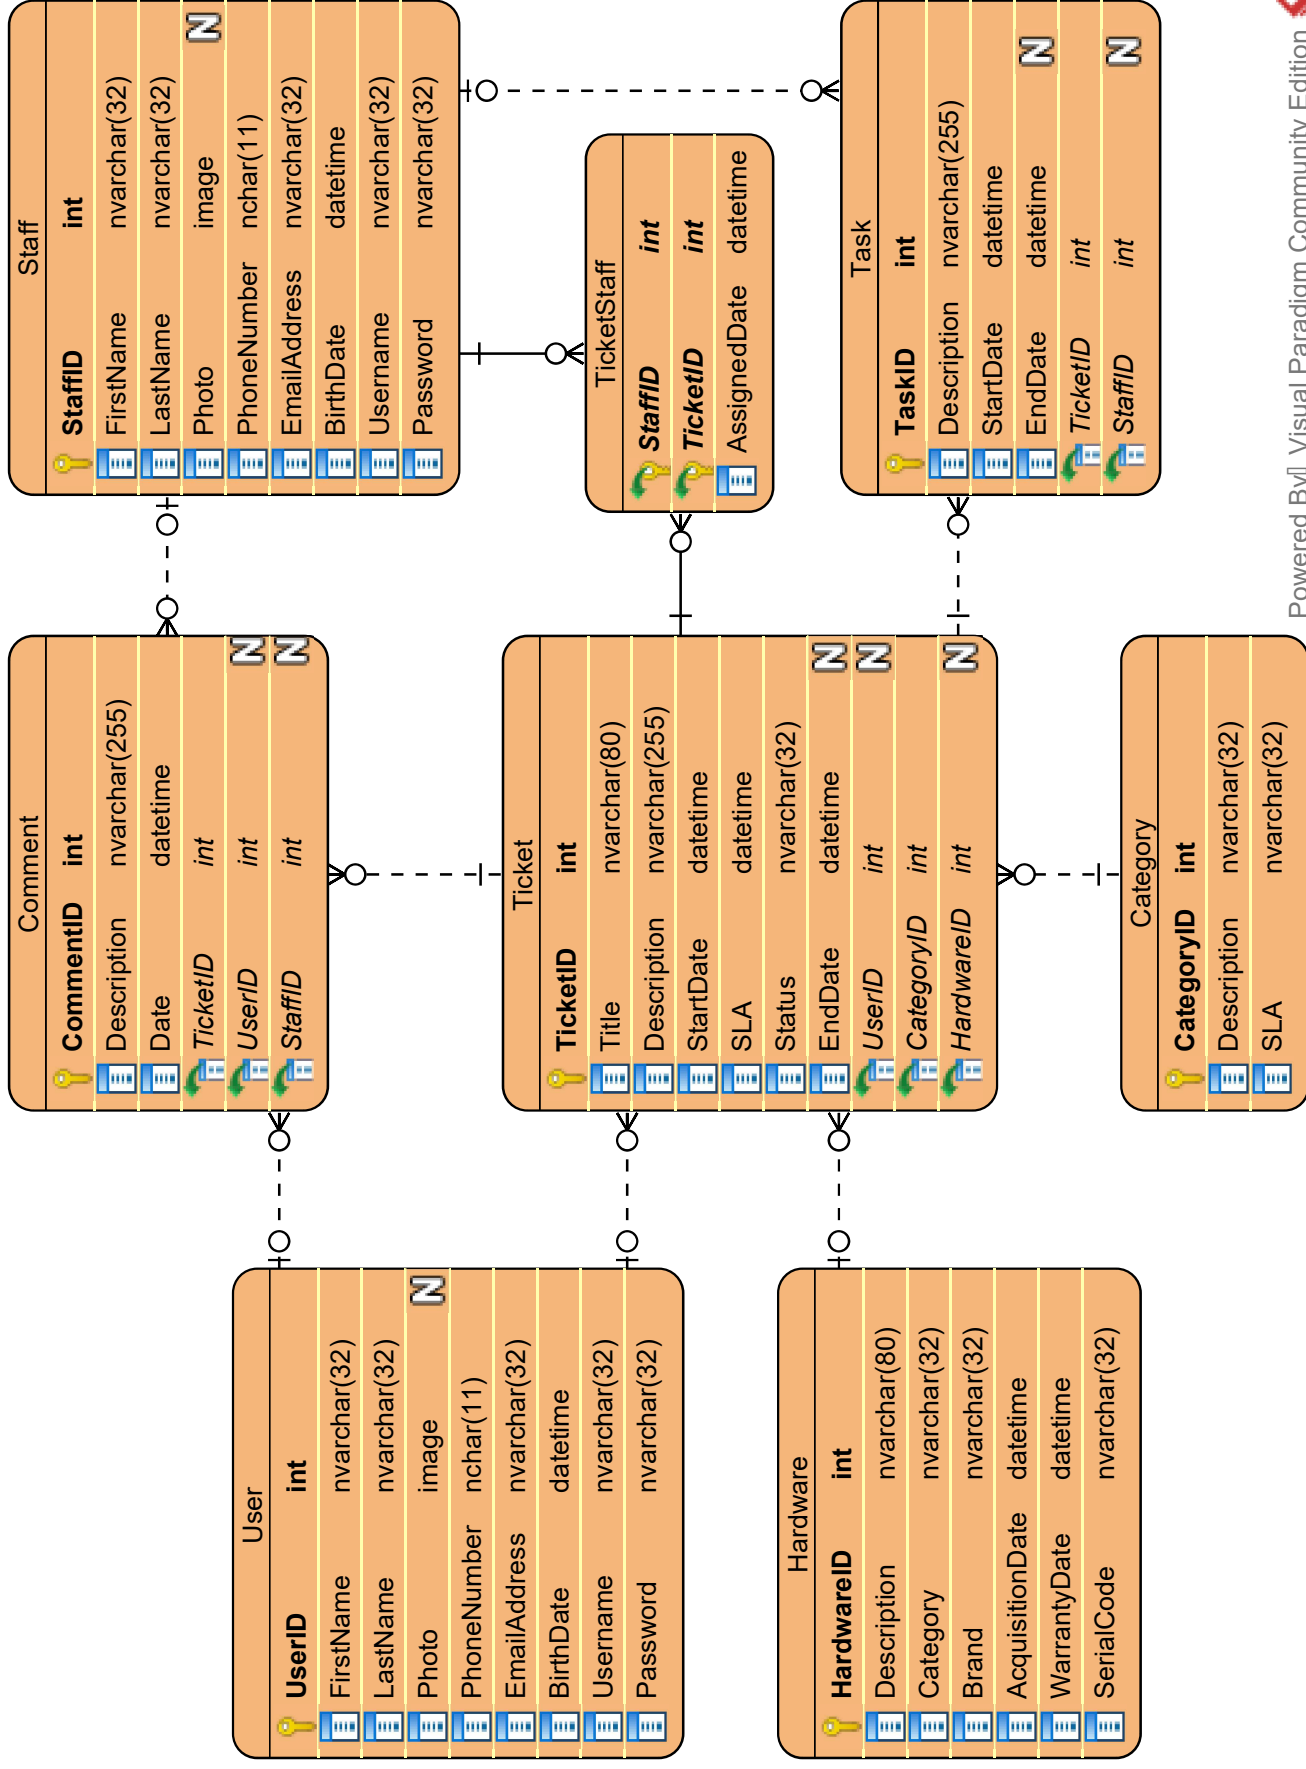 User
UserID int
FirstName nvarchar(32)
LastName nvarchar(32)
Photo image N
PhoneNumber nchar(11)
EmailAddress nvarchar(32)
BirthDate datetime
Username nvarchar(32)
Password nvarchar(32)
Hardware
HardwareID int
Description nvarchar(80)
Category nvarchar(32)
Brand nvarchar(32)
AcquisitionDate datetime
WarrantyDate datetime
SerialCode nvarchar(32)
Comment
CommentID int
Description nvarchar(255)
Date datetime
TicketID int
UserID int N
StaffID int N
Ticket
TicketID int
Title nvarchar(80)
Description nvarchar(255)
StartDate datetime
SLA datetime
Status nvarchar(32)
EndDate datetime N
UserID int N
CategoryID int
HardwareID int N
Category
CategoryID int
Description nvarchar(32)
SLA nvarchar(32)
Staff
StaffID int
FirstName nvarchar(32)
LastName nvarchar(32)
Photo image N
PhoneNumber nchar(11)
EmailAddress nvarchar(32)
BirthDate datetime
Username nvarchar(32)
Password nvarchar(32)
TicketStaff
StaffID int
TicketID int
AssignedDate datetime
Task
TaskID int
Description nvarchar(255)
StartDate datetime
EndDate datetime N
TicketID int
StaffID int N
Powered By Visual Paradigm Community Edition